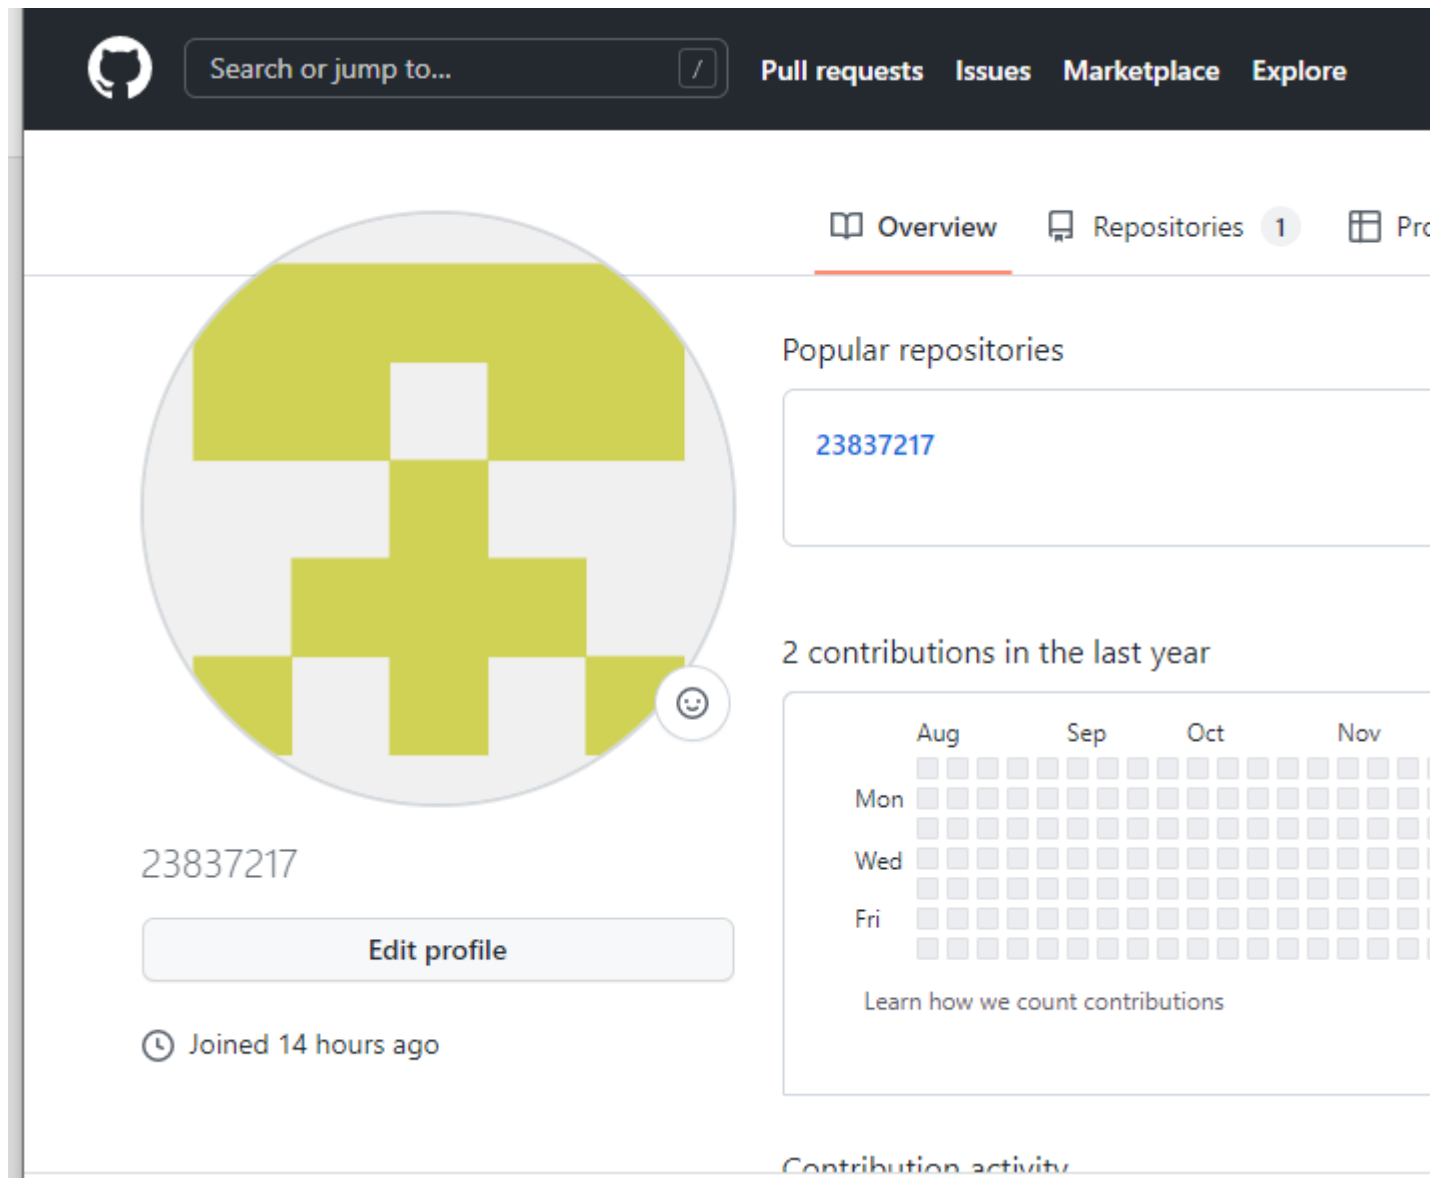 Search or jump to... /
Pull requests Issues Marketplace Explore
Overview Repositories 1
Popular repositories
23837217
2 contributions in the last year
Aug Sep Oct Nov
Mon
Wed
Fri
Learn how we count contributions
23837217
Edit profile
Joined 14 hours ago
Contribution activity